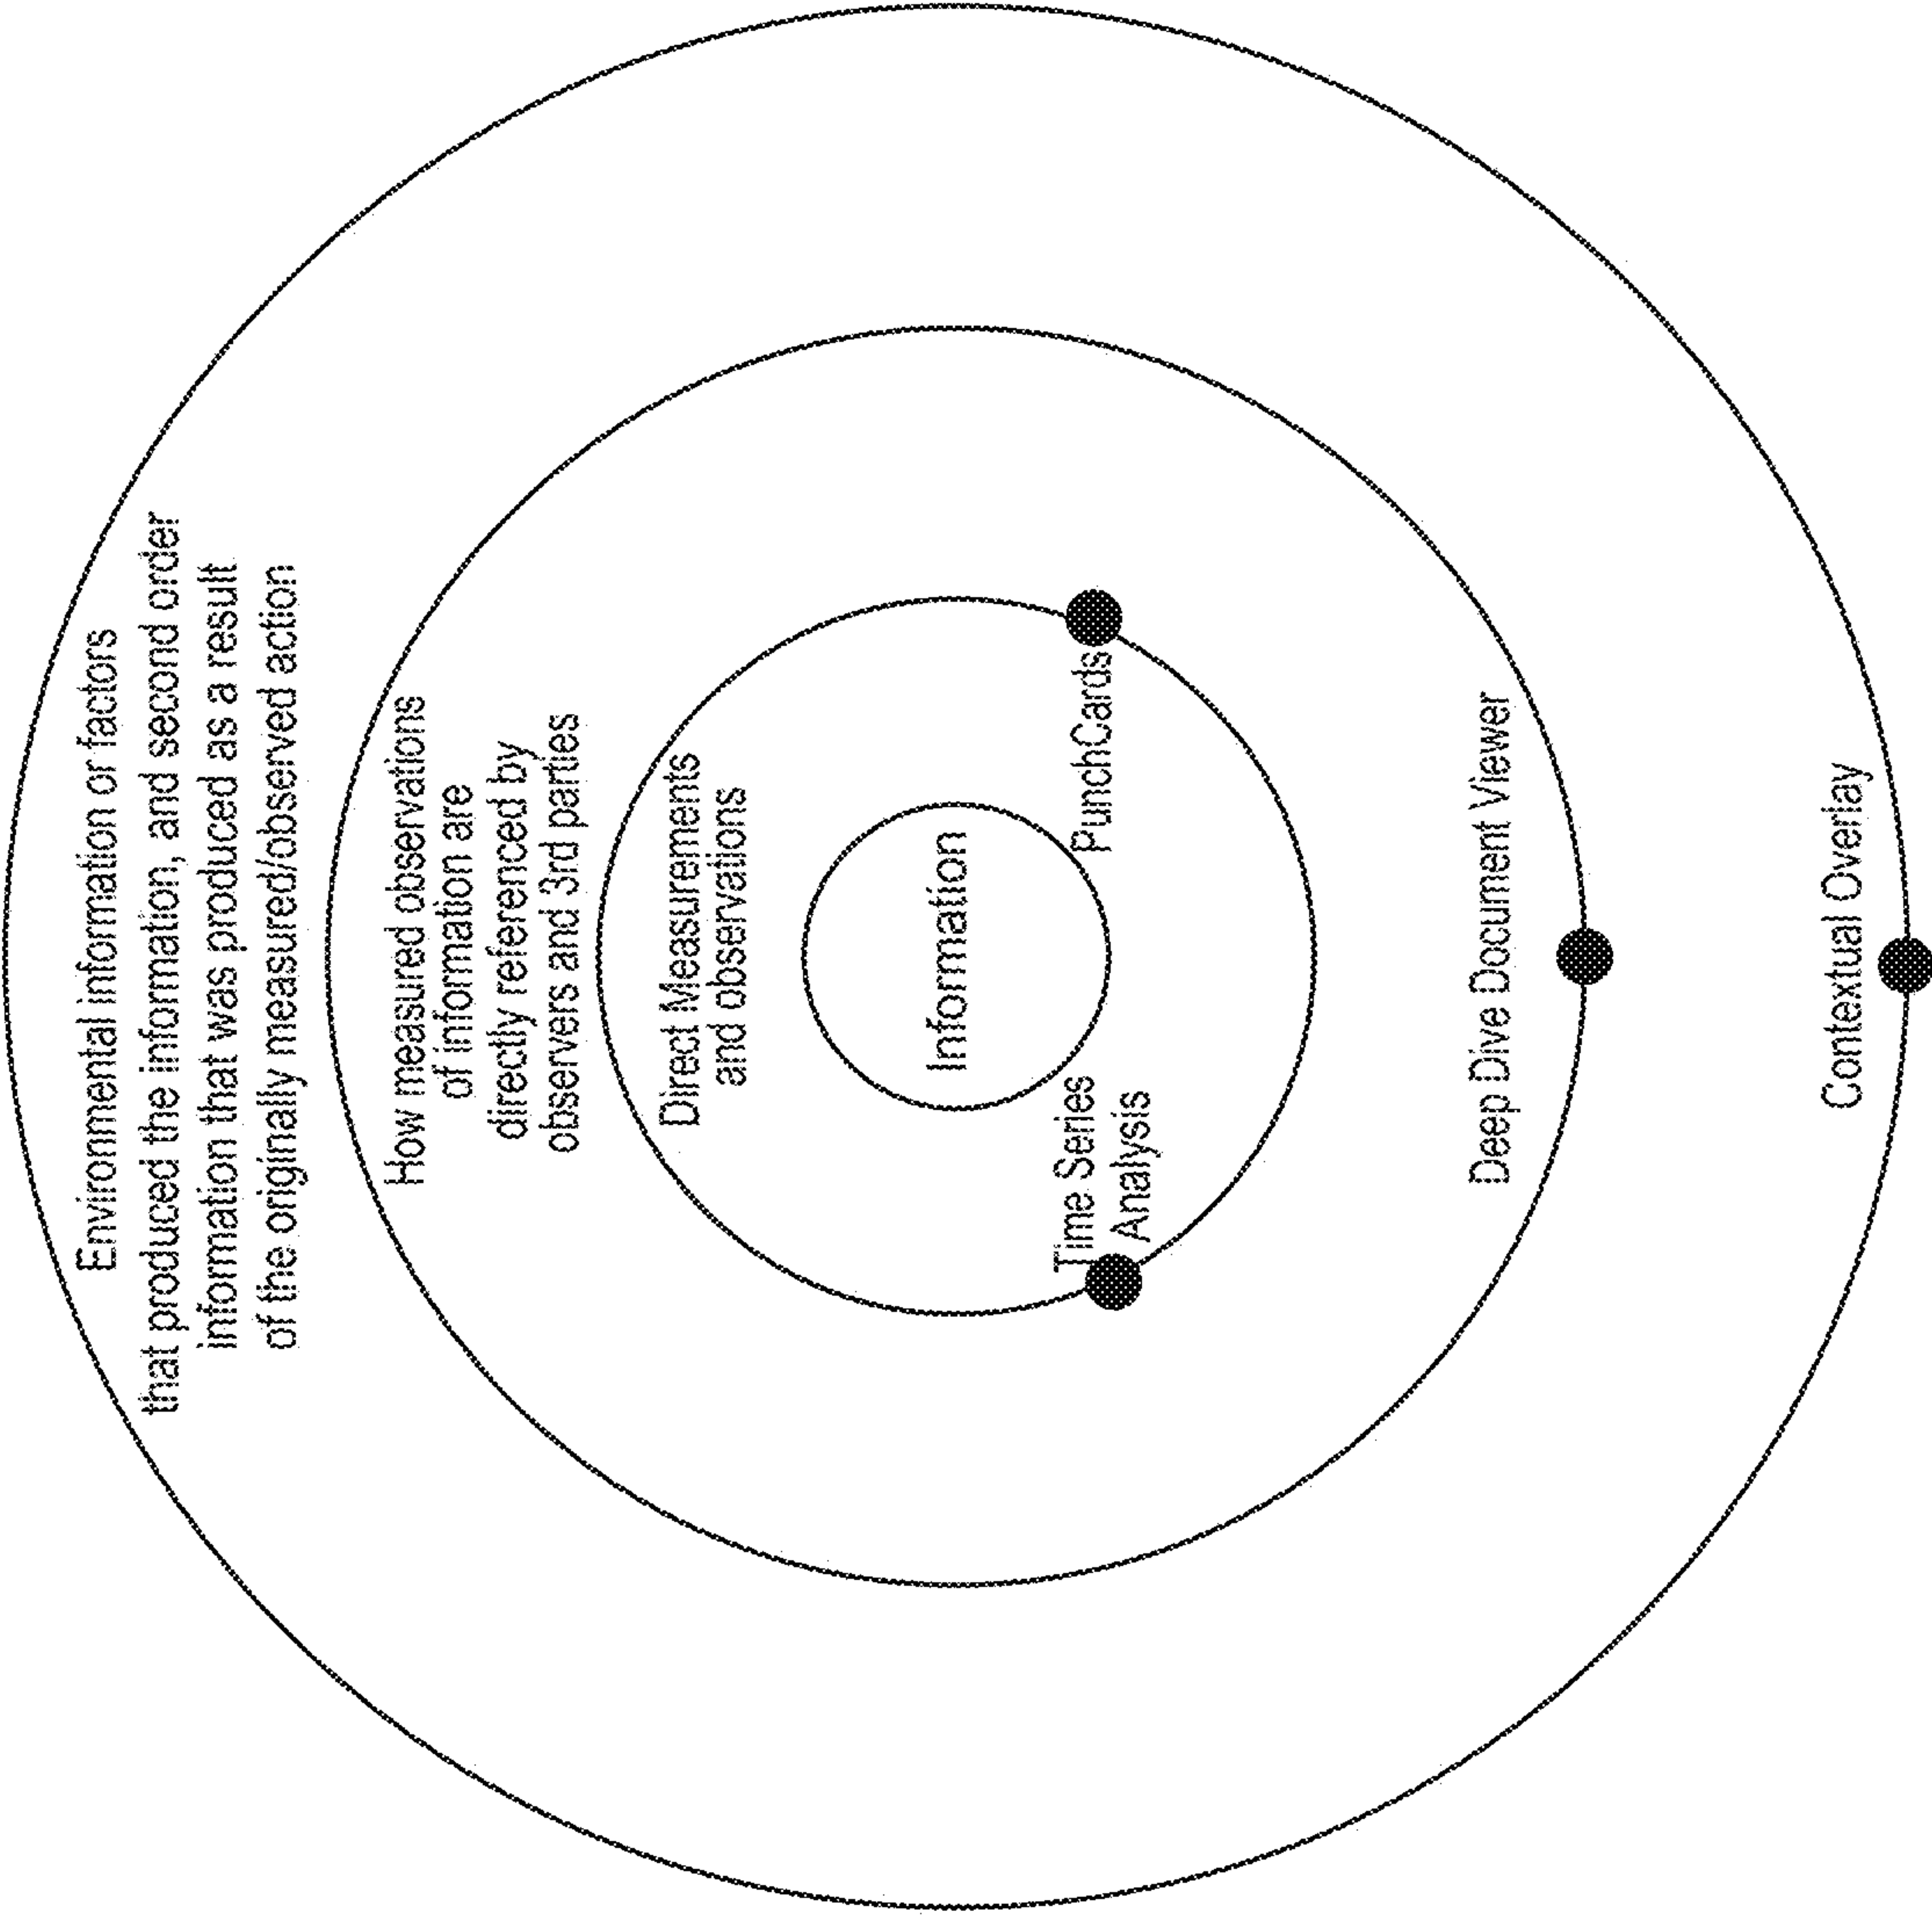 Environmental information or factors
that produced the information, and second order
information that was produced as a result
of the originally measured/observed action
How measured observations
of information are
directly referenced by
observers and 3rd parties
Direct Measurements
and observations
Information
Time Series
Analysis
PunchCards
Deep Dive Document Viewer
Contextual Overlay